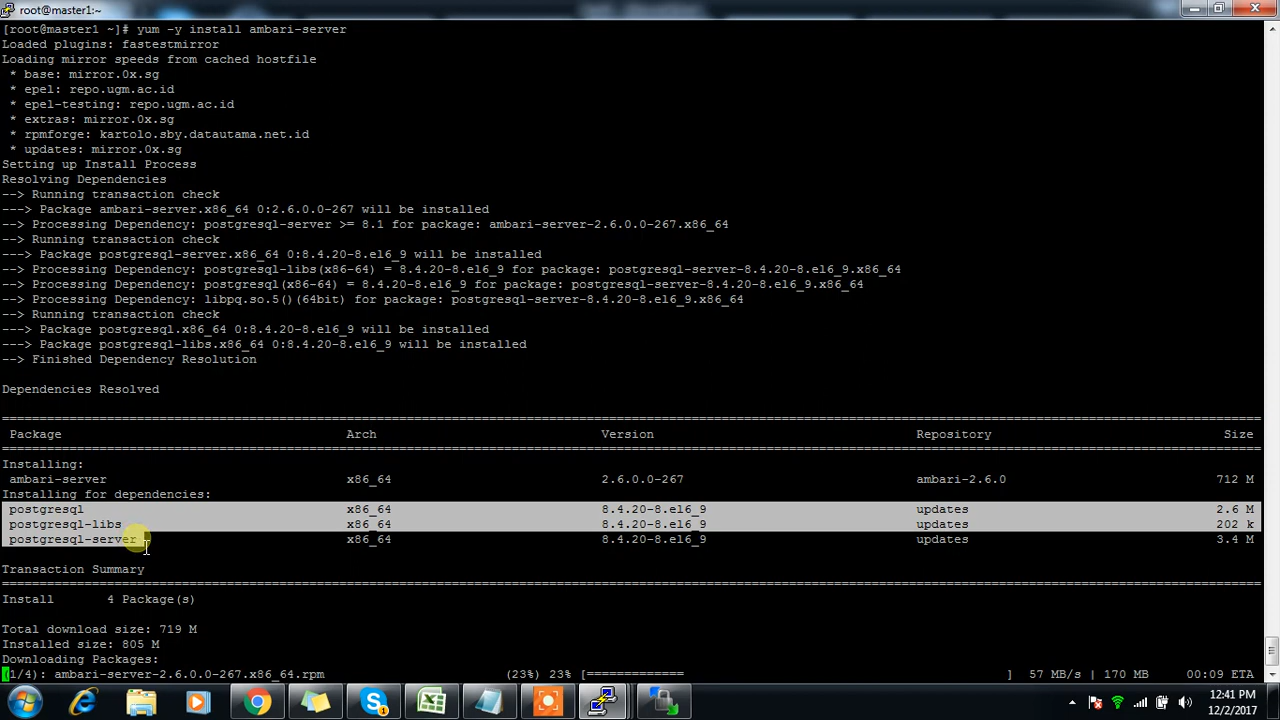 root@master1:~
[root@master1 ~]# yum -y install ambari-server
Loaded plugins: fastestmirror
Loading mirror speeds from cached hostfile
 * base: mirror.0x.sg
 * epel: repo.ugm.ac.id
 * epel-testing: repo.ugm.ac.id
 * extras: mirror.0x.sg
 * rpmforge: kartolo.sby.datautama.net.id
 * updates: mirror.0x.sg
Setting up Install Process
Resolving Dependencies
--> Running transaction check
---> Package ambari-server.x86_64 0:2.6.0.0-267 will be installed
--> Processing Dependency: postgresql-server >= 8.1 for package: ambari-server-2.6.0.0-267.x86_64
--> Running transaction check
---> Package postgresql-server.x86_64 0:8.4.20-8.el6_9 will be installed
--> Processing Dependency: postgresql-libs(x86-64) = 8.4.20-8.el6_9 for package: postgresql-server-8.4.20-8.el6_9.x86_64
--> Processing Dependency: postgresql(x86-64) = 8.4.20-8.el6_9 for package: postgresql-server-8.4.20-8.el6_9.x86_64
--> Processing Dependency: libpq.so.5()(64bit) for package: postgresql-server-8.4.20-8.el6_9.x86_64
--> Running transaction check
---> Package postgresql.x86_64 0:8.4.20-8.el6_9 will be installed
---> Package postgresql-libs.x86_64 0:8.4.20-8.el6_9 will be installed
--> Finished Dependency Resolution
Dependencies Resolved
Package Arch Version Repository Size
Installing:
ambari-server x86_64 2.6.0.0-267 ambari-2.6.0 712 M
Installing for dependencies:
postgresql x86_64 8.4.20-8.el6_9 updates 2.6 M
postgresql-libs x86_64 8.4.20-8.el6_9 updates 202 k
postgresql-server x86_64 8.4.20-8.el6_9 updates 3.4 M
Transaction Summary
Install 4 Package(s)
Total download size: 719 M
Installed size: 805 M
Downloading Packages:
(1/4): ambari-server-2.6.0.0-267.x86_64.rpm (23%) 23% [============= ] 57 MB/s | 170 MB 00:09 ETA
12:41 PM
12/2/2017